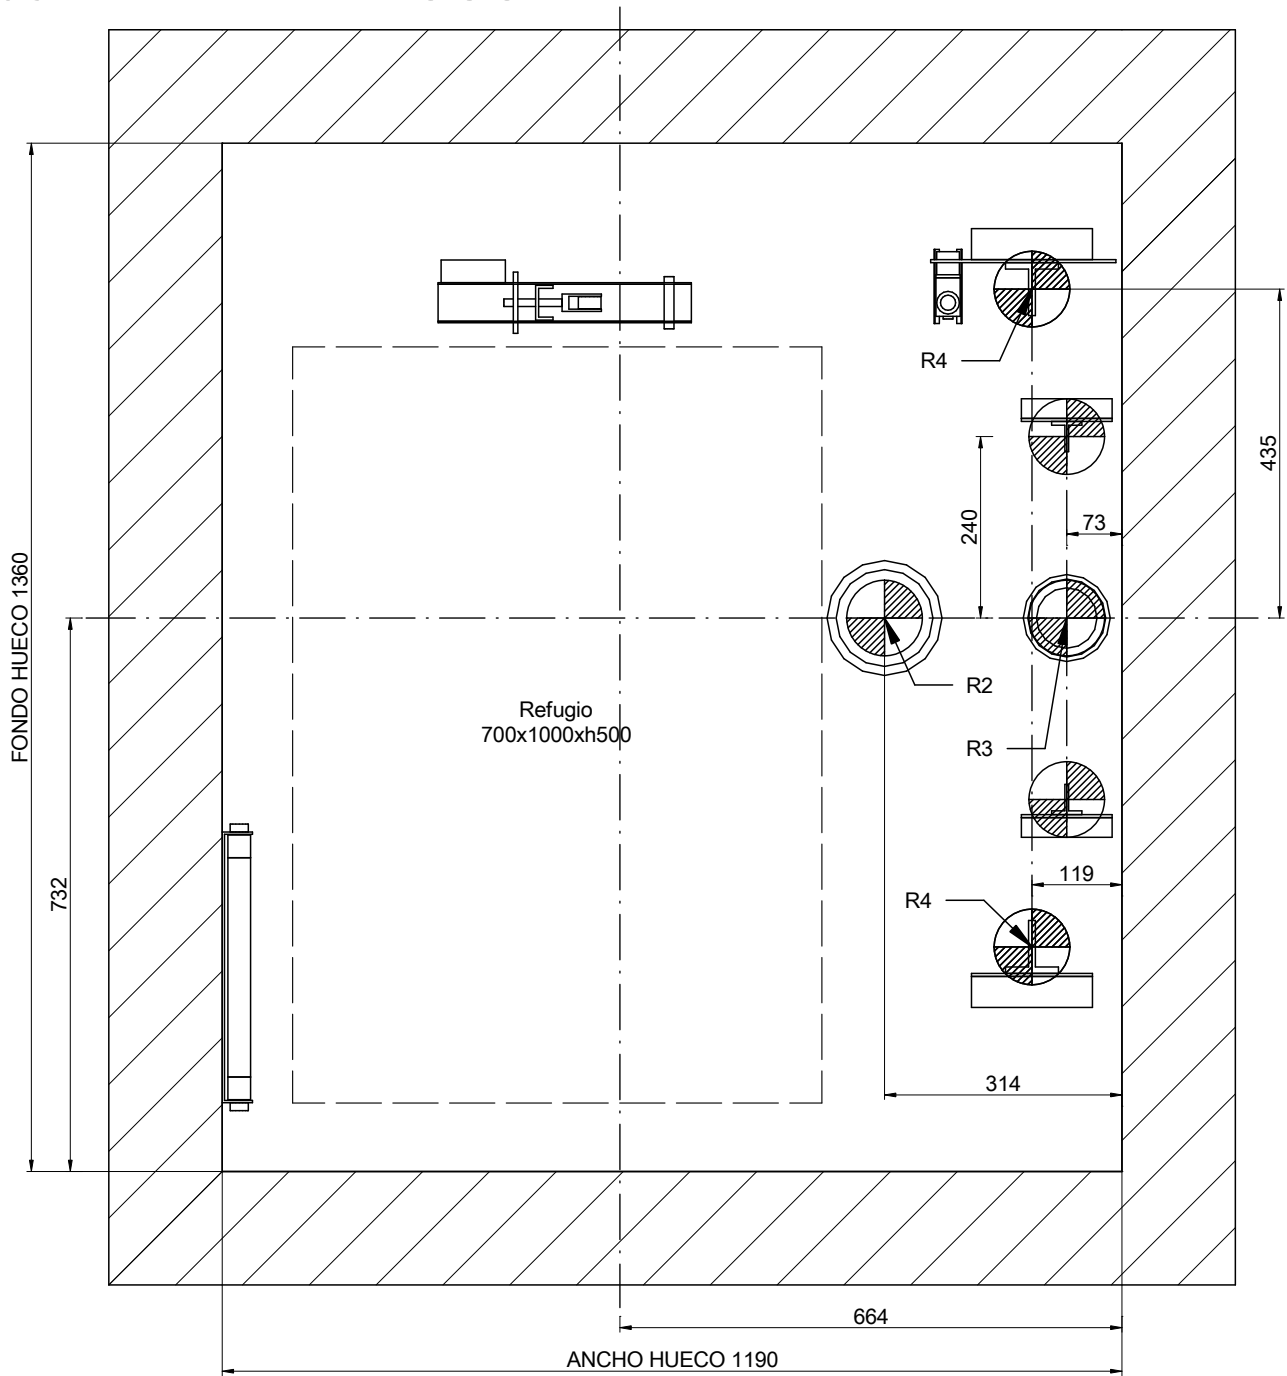 R4
435
240
73
FONDO HUECO 1360
R2
Refugio
700x1000xh500
R3
732
119
R4
314
664
ANCHO HUECO 1190